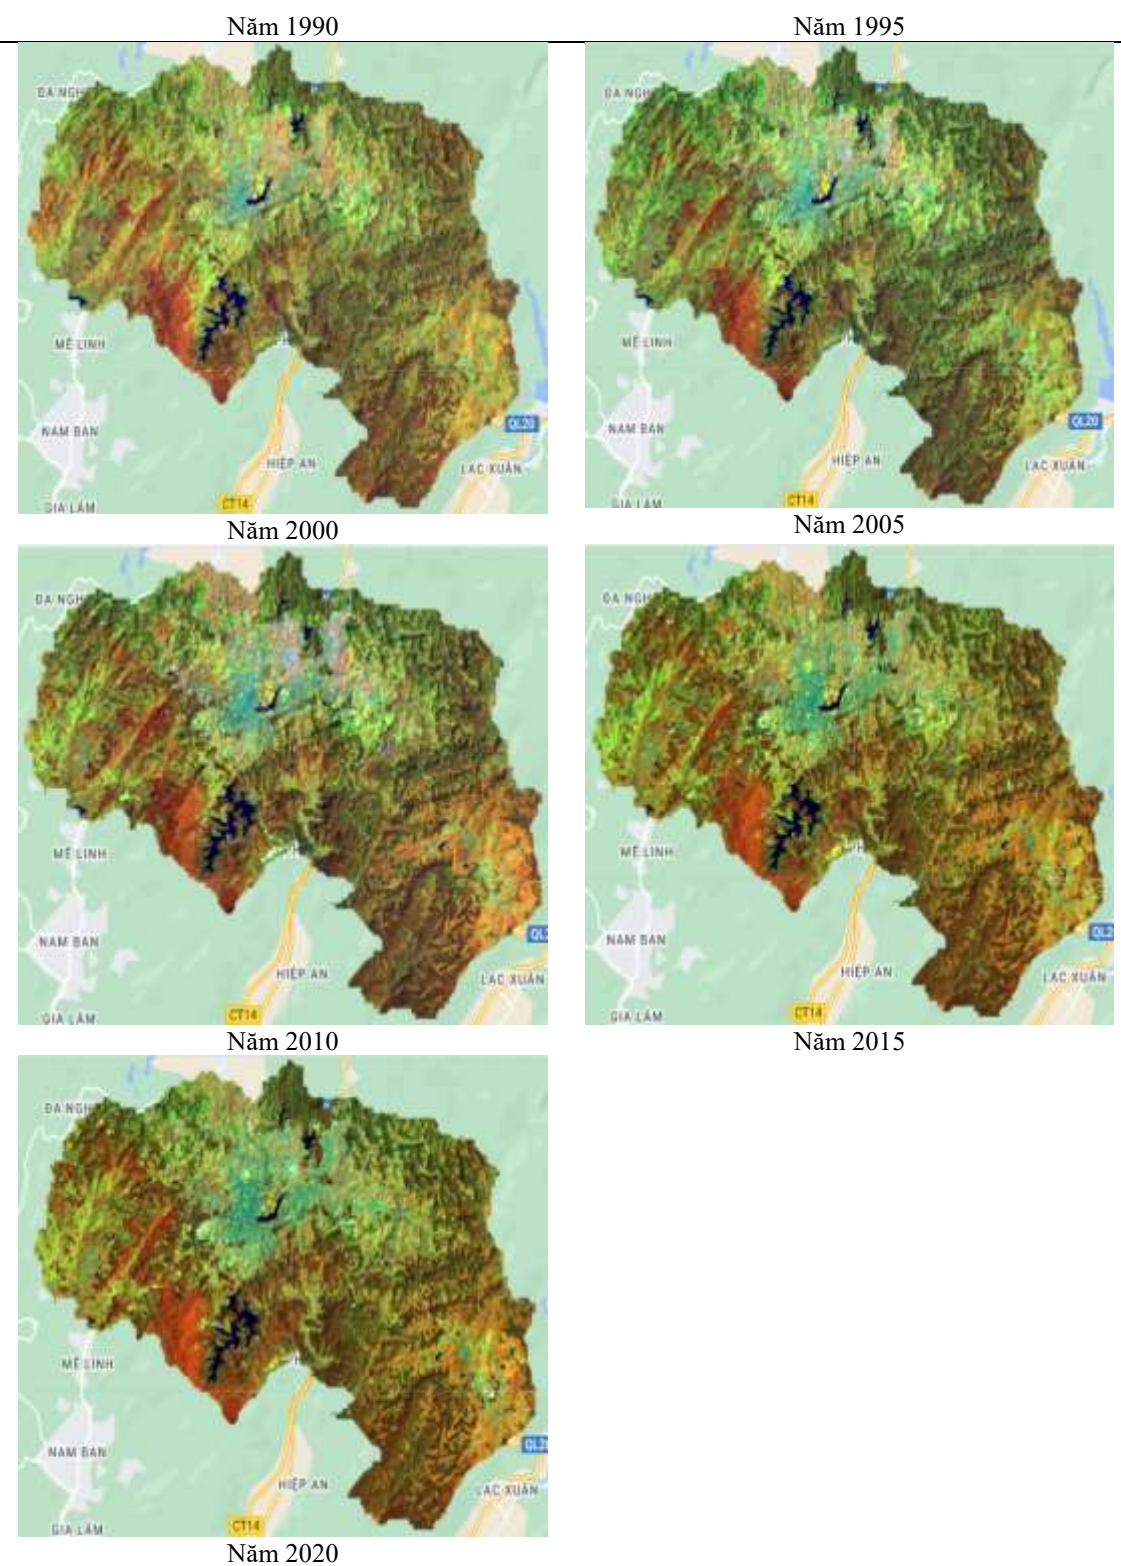 Năm 1990
Năm 1995
ĐA NGH
MÊ LINH
NAM BAN
GIA LÂM
HIỆP AN
CT14
QL20
LẠC XUÂN
ĐA NGH
MÊ LINH
NAM BAN
GIA LÂM
HIỆP AN
CT14
QL20
LẠC XUÂN
Năm 2000
Năm 2005
ĐA NGH
MÊ LINH
NAM BAN
GIA LÂM
HIỆP AN
CT14
QL2
LẠC XUÂN
ĐA NGH
MÊ LINH
NAM BAN
GIA LÂM
HIỆP AN
CT14
QL2
LẠC XUÂN
Năm 2010
Năm 2015
ĐA NGH
MÊ LINH
NAM BAN
GIA LÂM
HIỆP AN
CT14
QL20
LẠC XUÂN
Năm 2020